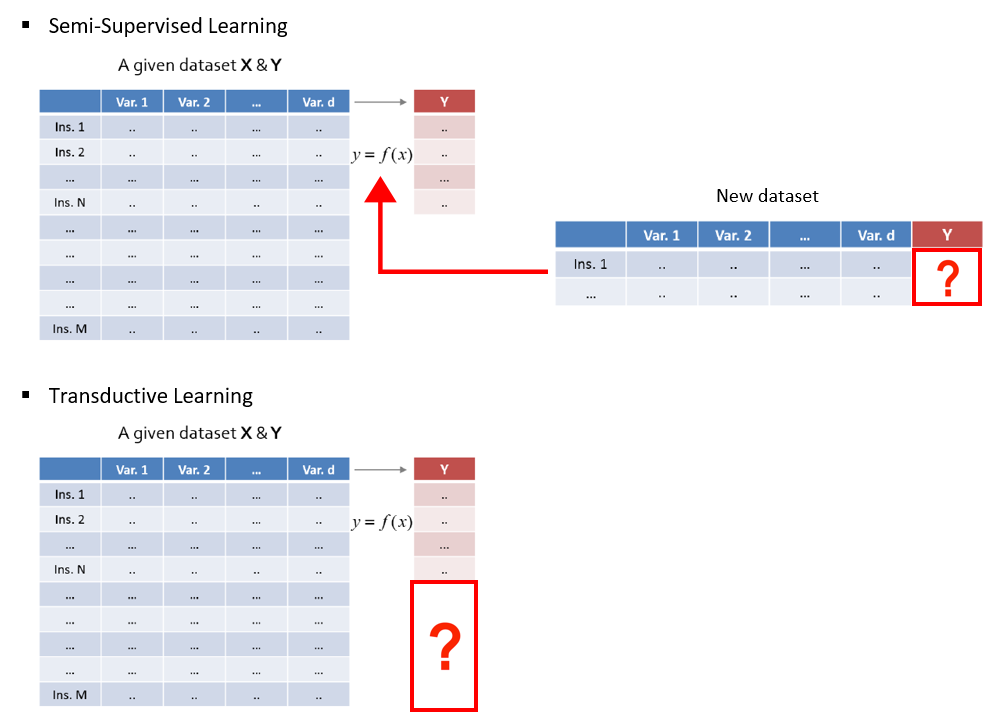 ▪ Semi-Supervised Learning
A given dataset X & Y
Var. 1 Var. 2 ... Var. d Y
Ins. 1 .. .. ... .. ..
Ins. 2 .. .. ... .. y = f(x) ..
... ... ... ... ... ...
Ins. N .. .. .. .. ..
... ... ... ... ...
... ... ... ... ...
... ... ... ... ...
... ... ... ... ...
Ins. M .. .. .. ..
New dataset
Var. 1 Var. 2 ... Var. d Y
Ins. 1 .. .. ... .. ?
... .. .. ... ..
▪ Transductive Learning
A given dataset X & Y
Var. 1 Var. 2 ... Var. d Y
Ins. 1 .. .. ... .. ..
Ins. 2 .. .. ... .. y = f(x) ..
... ... ... ... ... ...
Ins. N .. .. .. .. ..
... ... ... ... ...
... ... ... ... ...
... ... ... ... ... ?
... ... ... ... ...
Ins. M .. .. .. ..